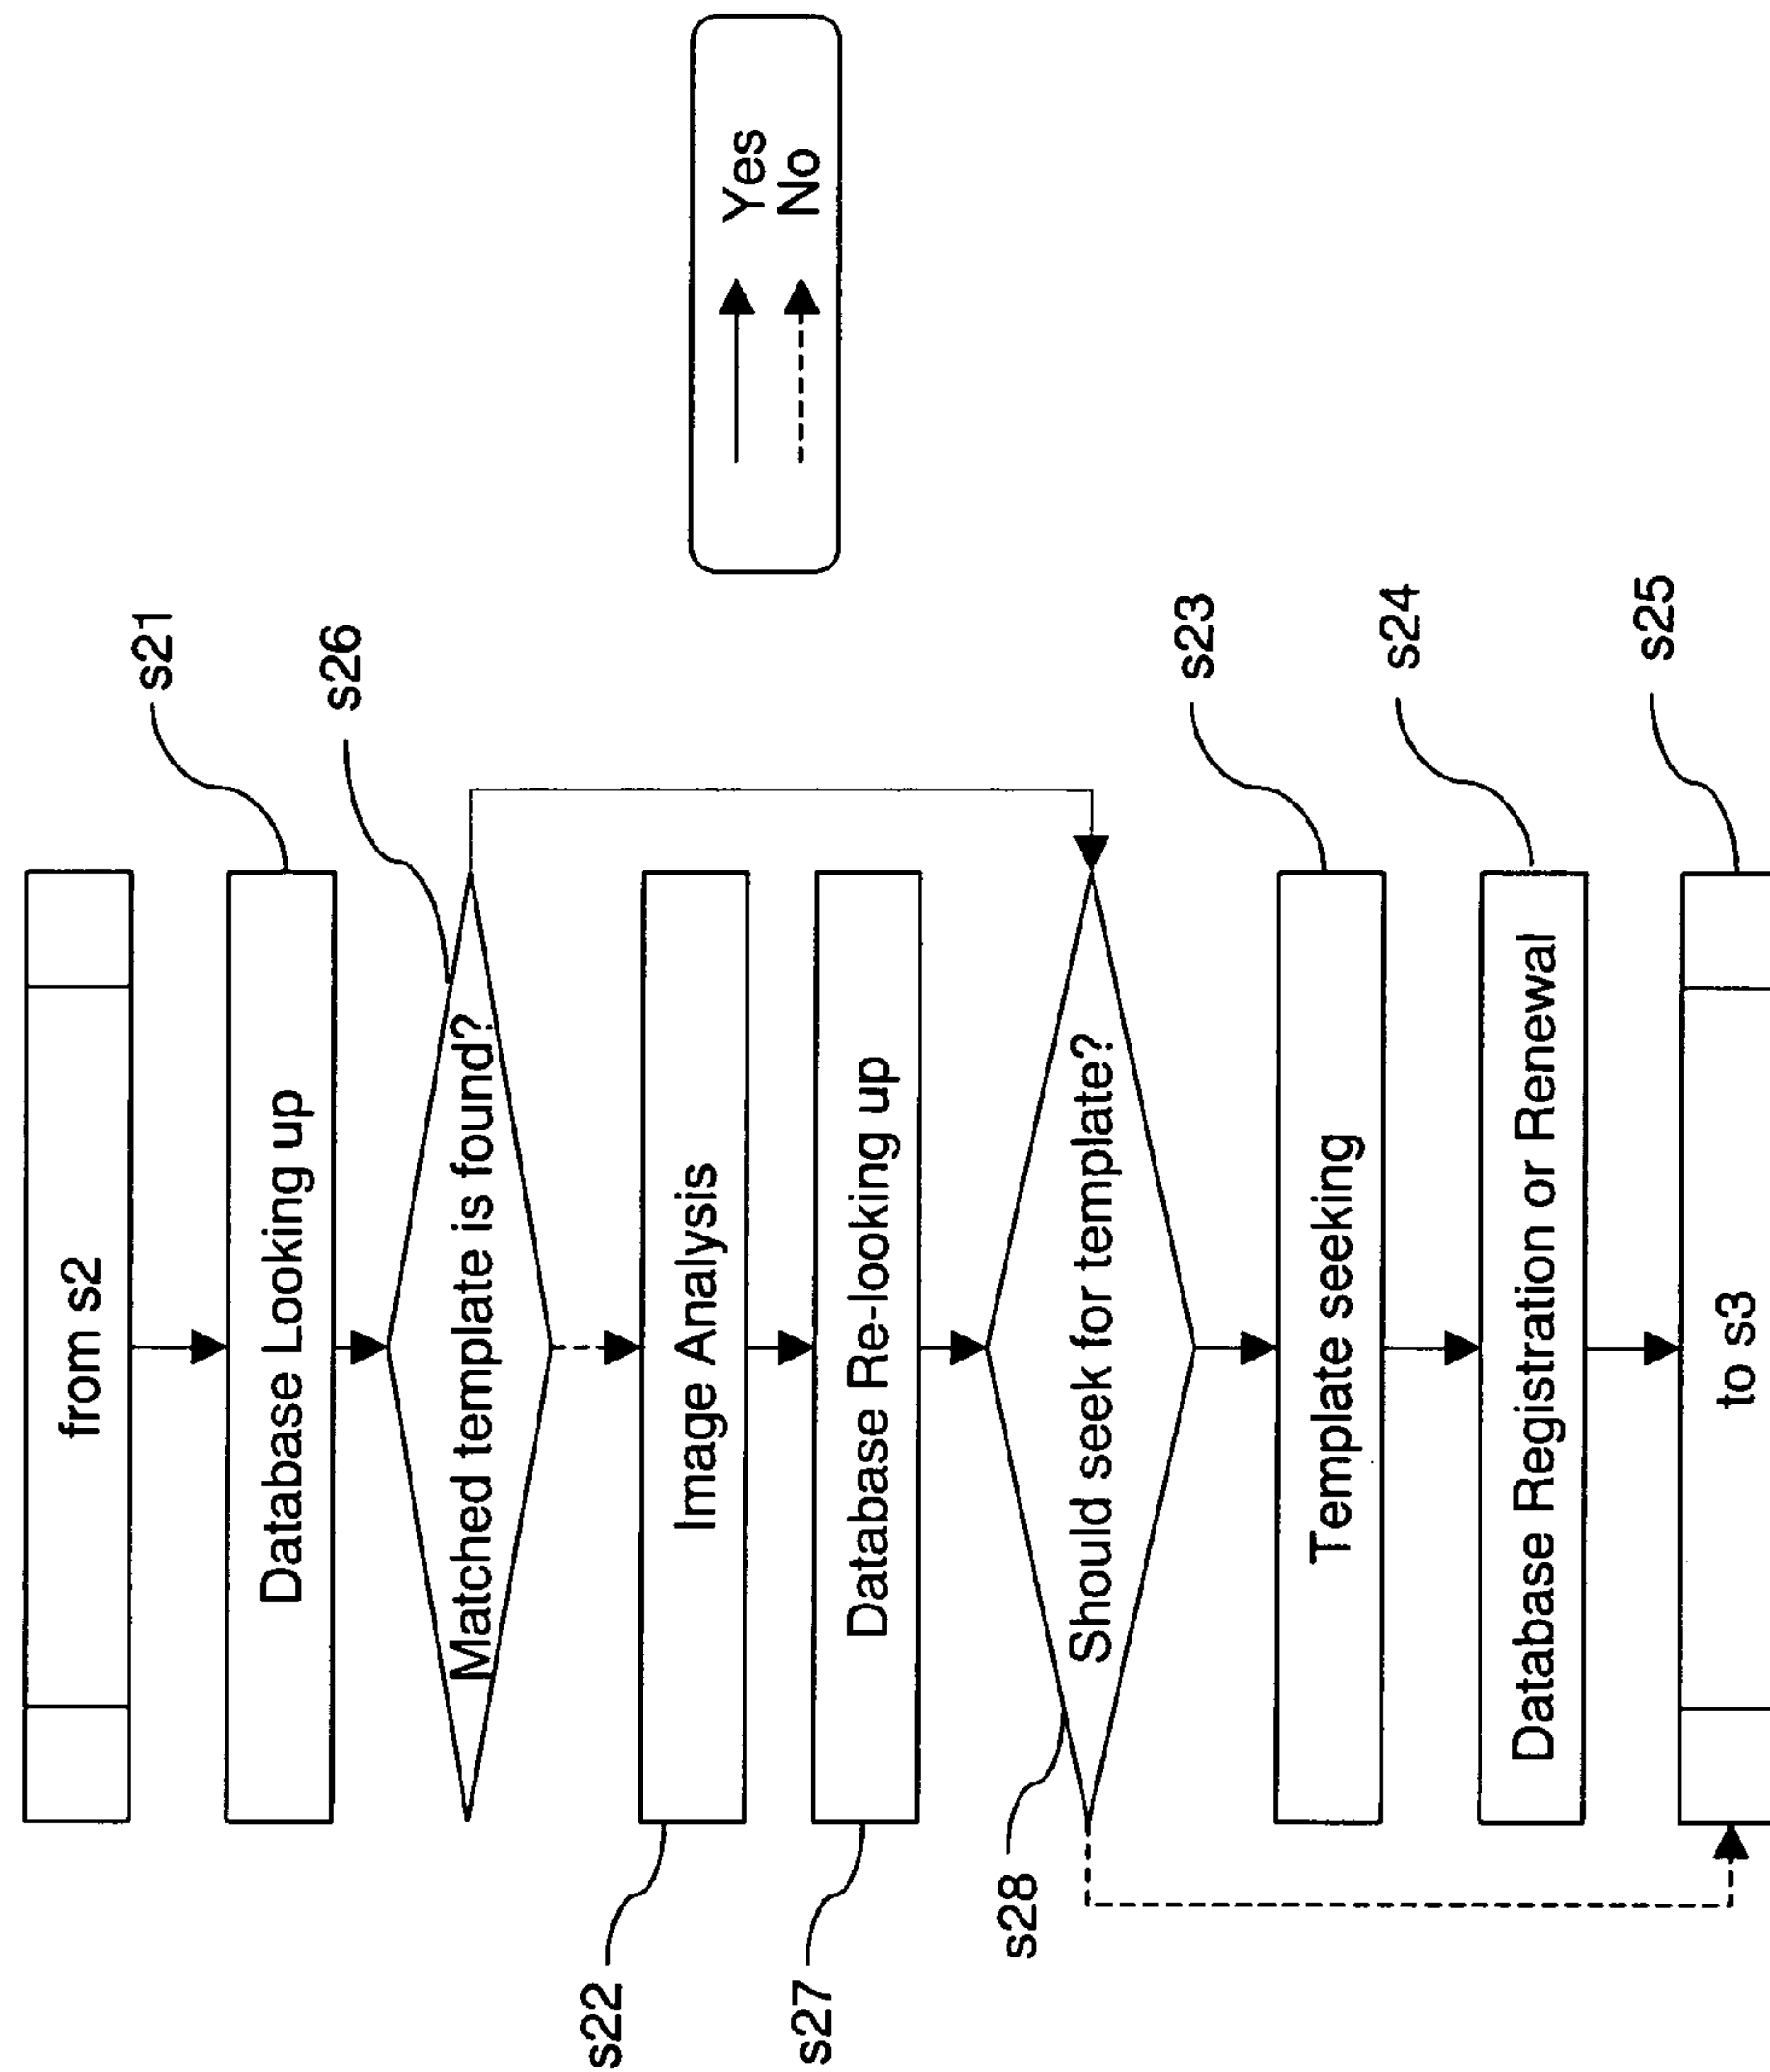 from s2
s21
Database Looking up
s26
Matched template is found?
s22
Image Analysis
s27
Database Re-looking up
s28
Should seek for template?
s23
Template seeking
s24
Database Registration or Renewal
s25
to s3
Yes
No